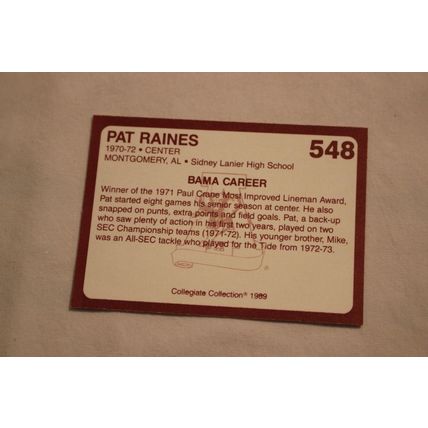 PAT RAINES
548
1970-72 • CENTER
MONTGOMERY, AL • Sidney Lanier High School
BAMA CAREER
Winner of the 1971 Paul Crane Most Improved Lineman Award,
Pat started eight games his senior season at center. He also
snapped on punts, extra points and field goals. Pat, a back-up
who saw plenty of action in his first two years, played on two
SEC Championship teams (1971-72). His younger brother, Mike,
was an All-SEC tackle who played for the Tide from 1972-73.
Collegiate Collection® 1989